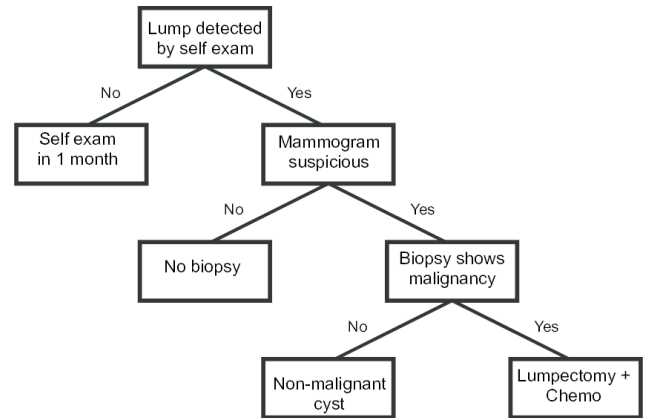 Lump detected
by self exam
No
Yes
Self exam
in 1 month
Mammogram
suspicious
No
Yes
No biopsy
Biopsy shows
malignancy
No
Yes
Non-malignant
cyst
Lumpectomy +
Chemo